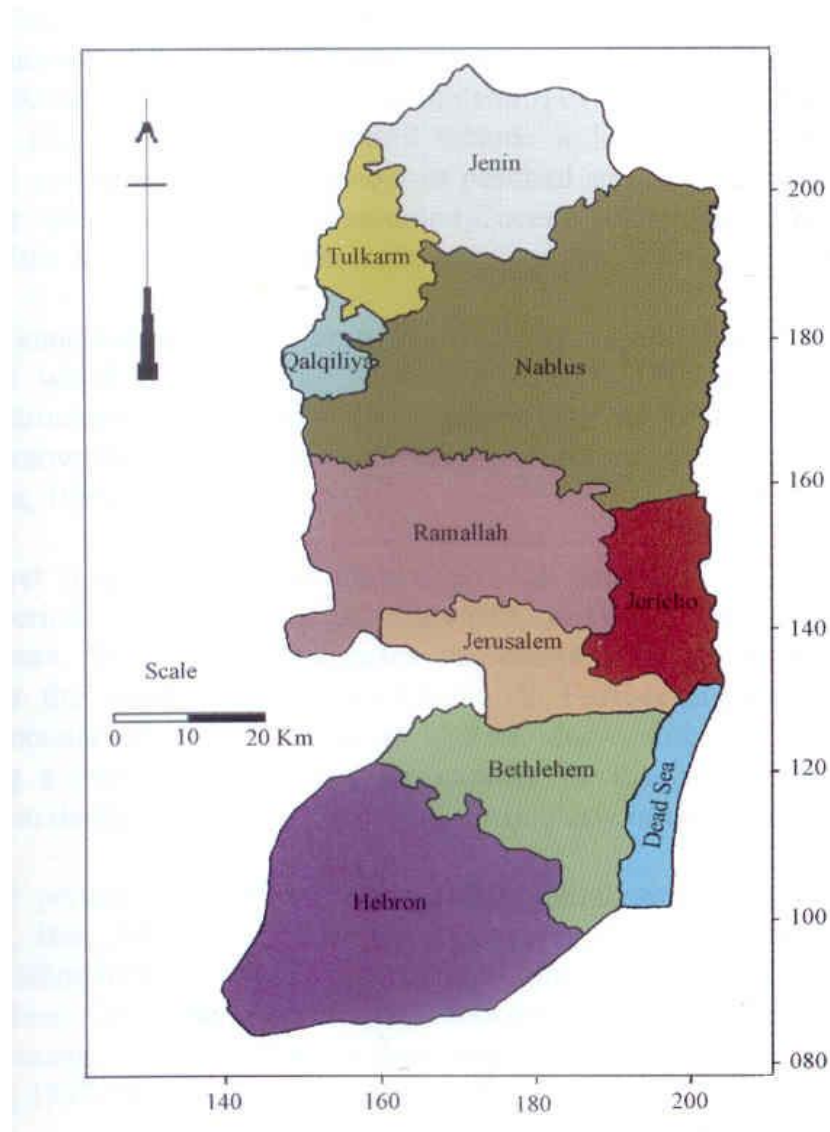 Jenin
200
Tulkarm
180
Qalqiliya
Nablus
160
Ramallah
Jericho
140
Jerusalem
Scale
0 10 20 Km
120
Bethlehem
Dead Sea
Hebron
100
080
140 160 180 200